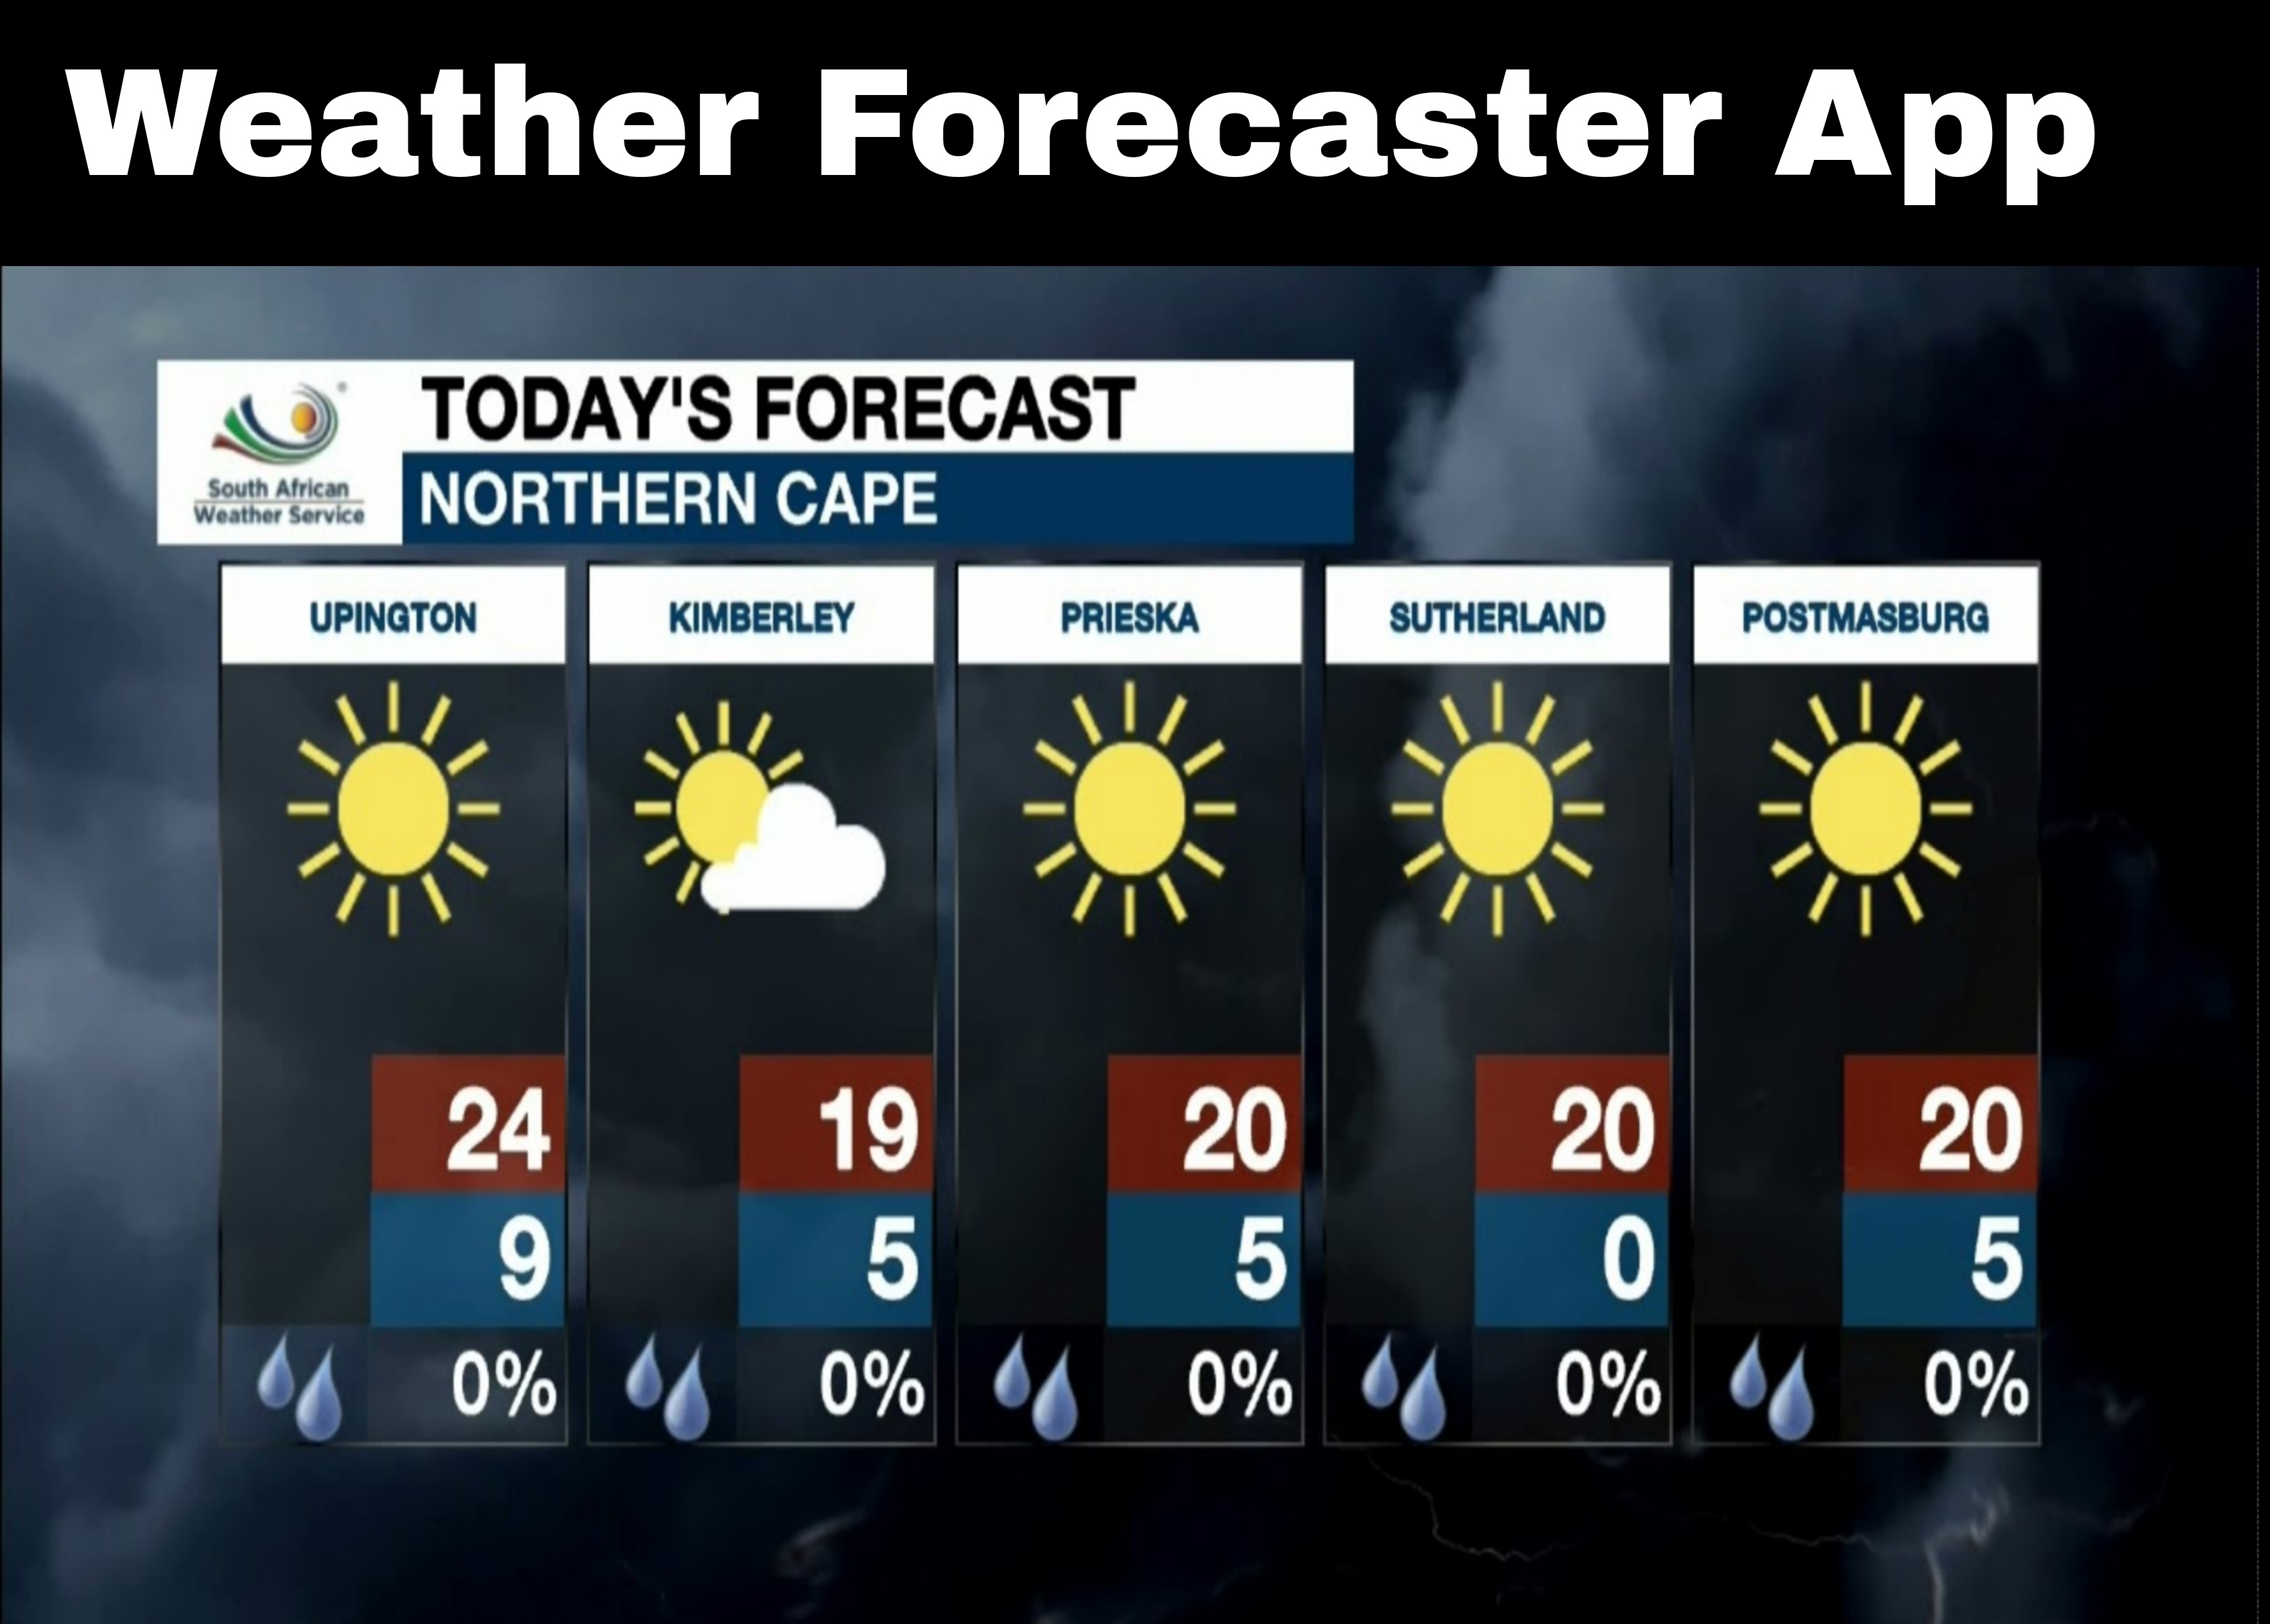 Weather Forecaster App
TODAY'S FORECAST
NORTHERN CAPE
South African
Weather Service
®
UPINGTON
KIMBERLEY
PRIESKA
SUTHERLAND
POSTMASBURG
24
19
20
20
20
9
5
5
0
5
0%
0%
0%
0%
0%